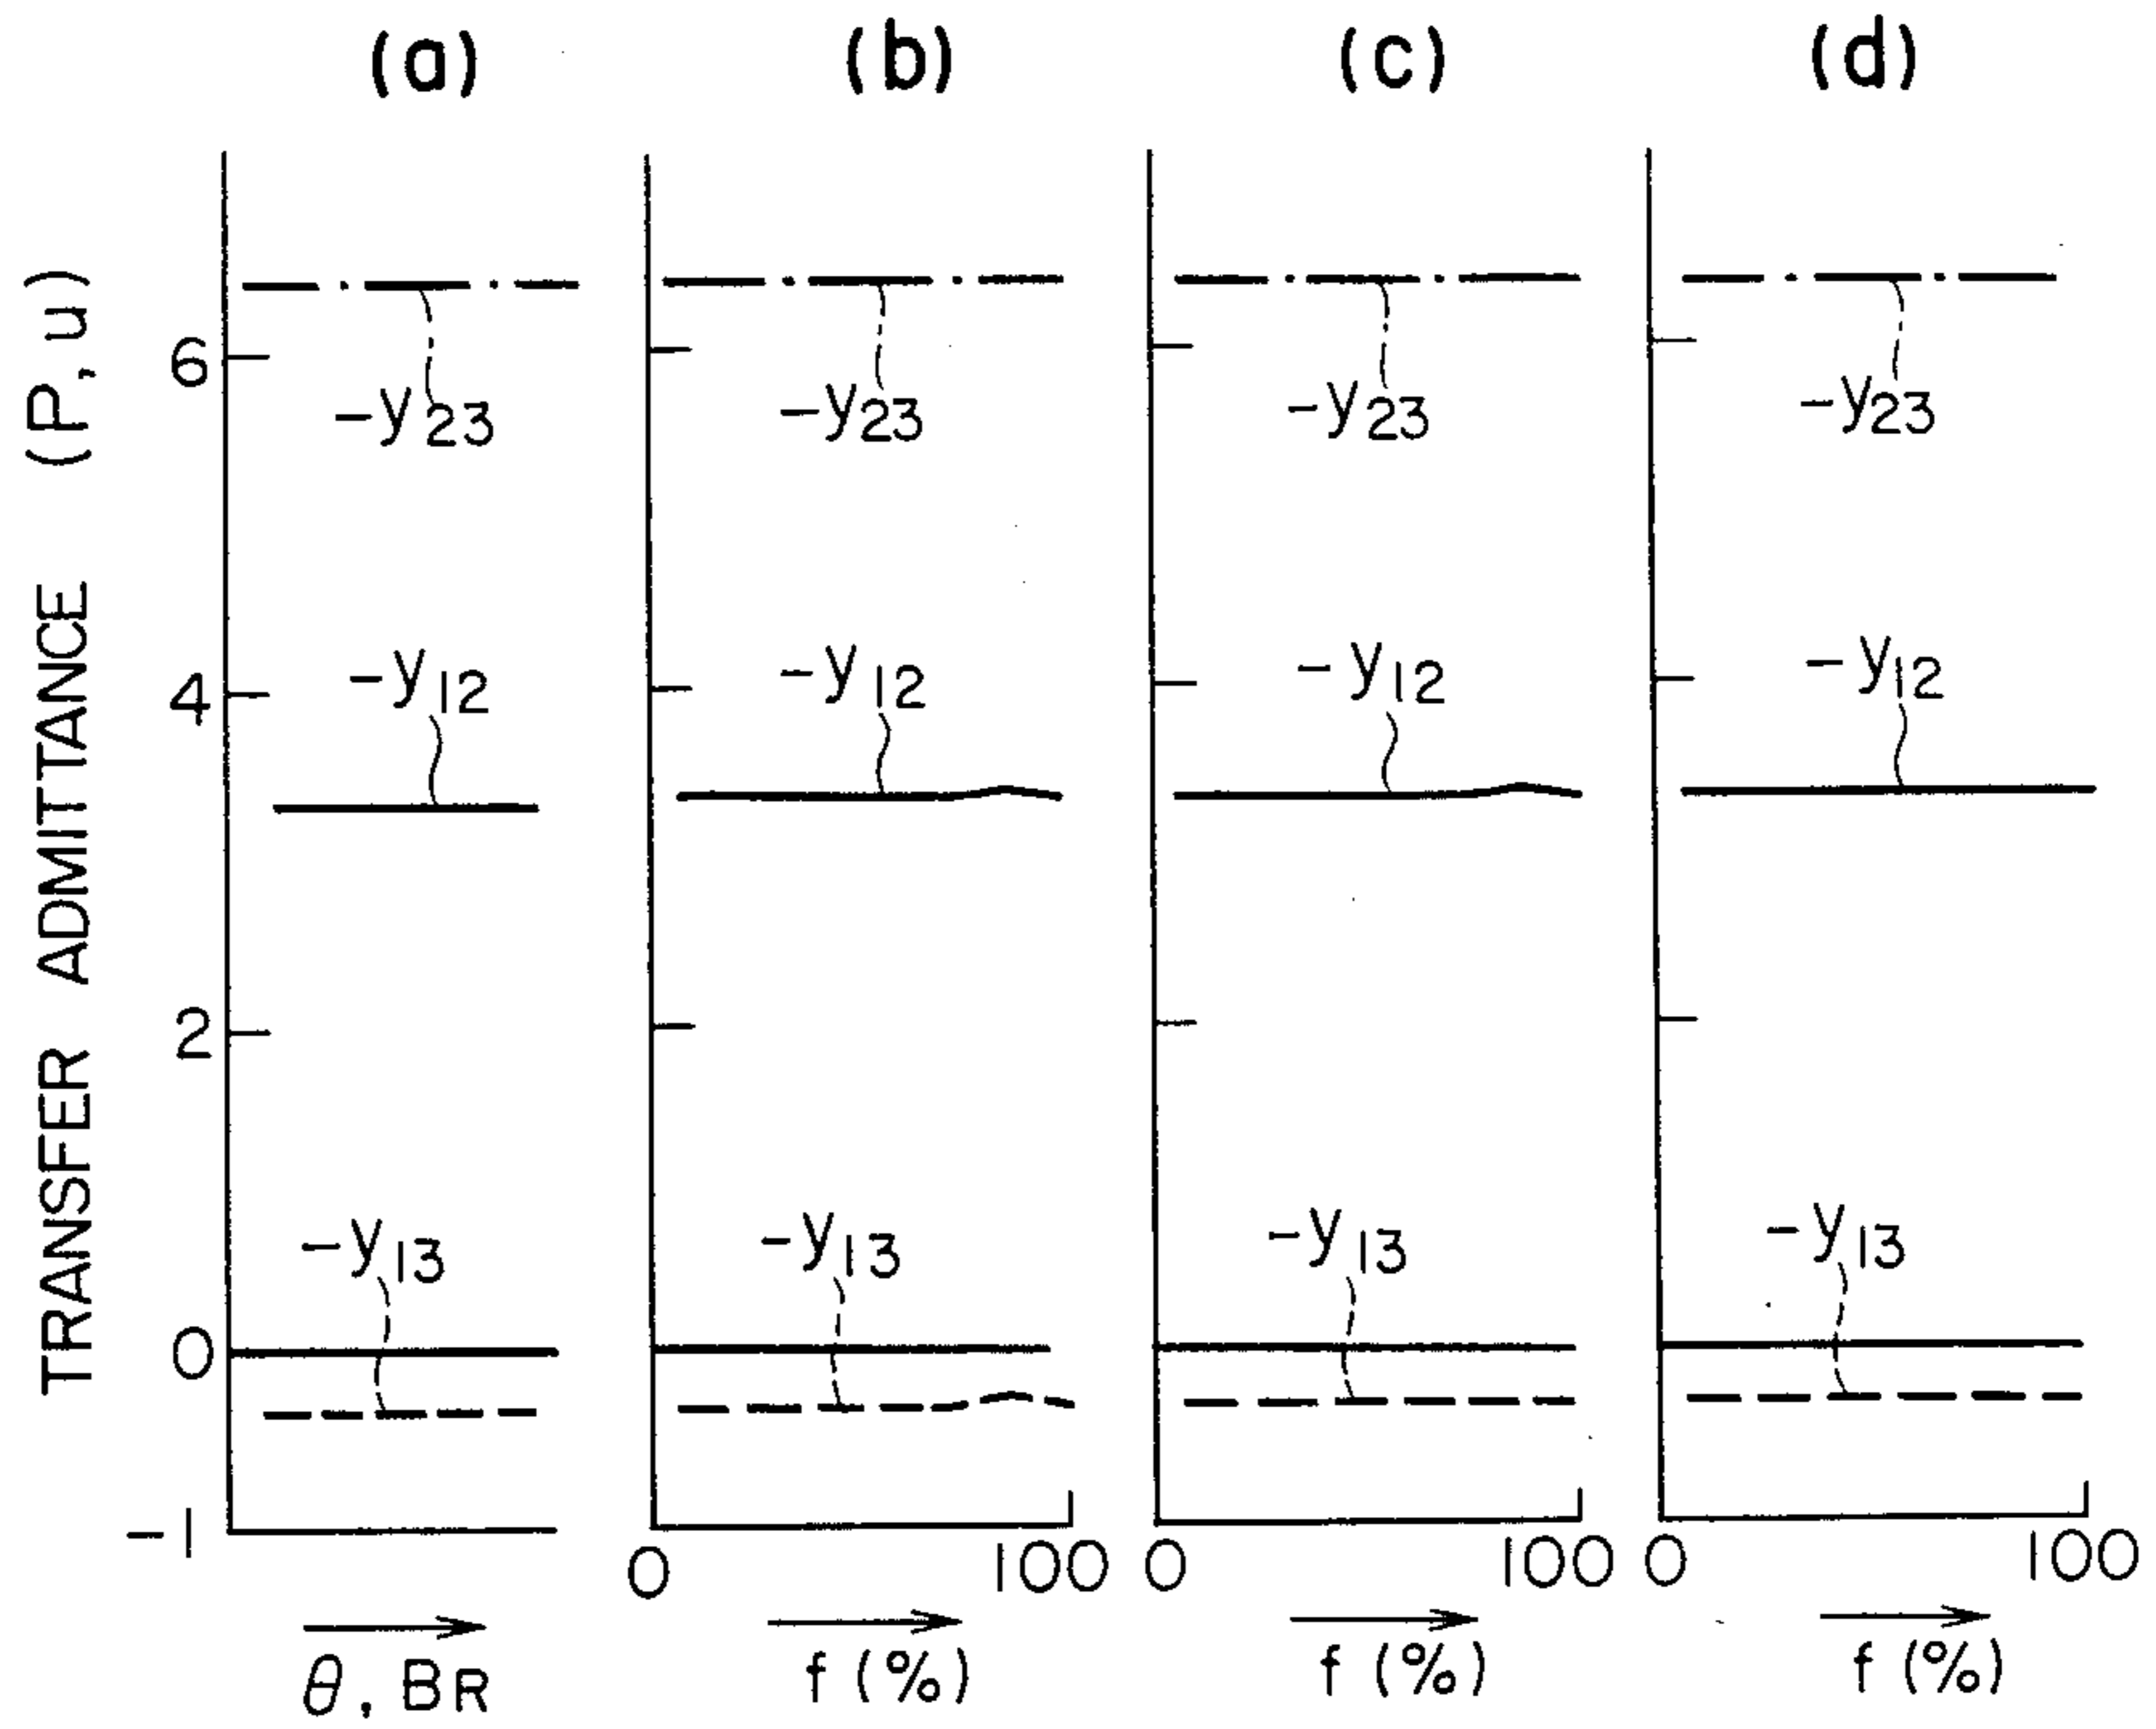 (a) (b) (c) (d)
TRANSFER ADMITTANCE (P, u)
6
-y23 -y23 -y23 -y23
4
-y12 -y12 -y12 -y12
2
-y13 -y13 -y13 -y13
0
-1
0 100 0 100 0 100
θ, BR f (%) f (%) f (%)